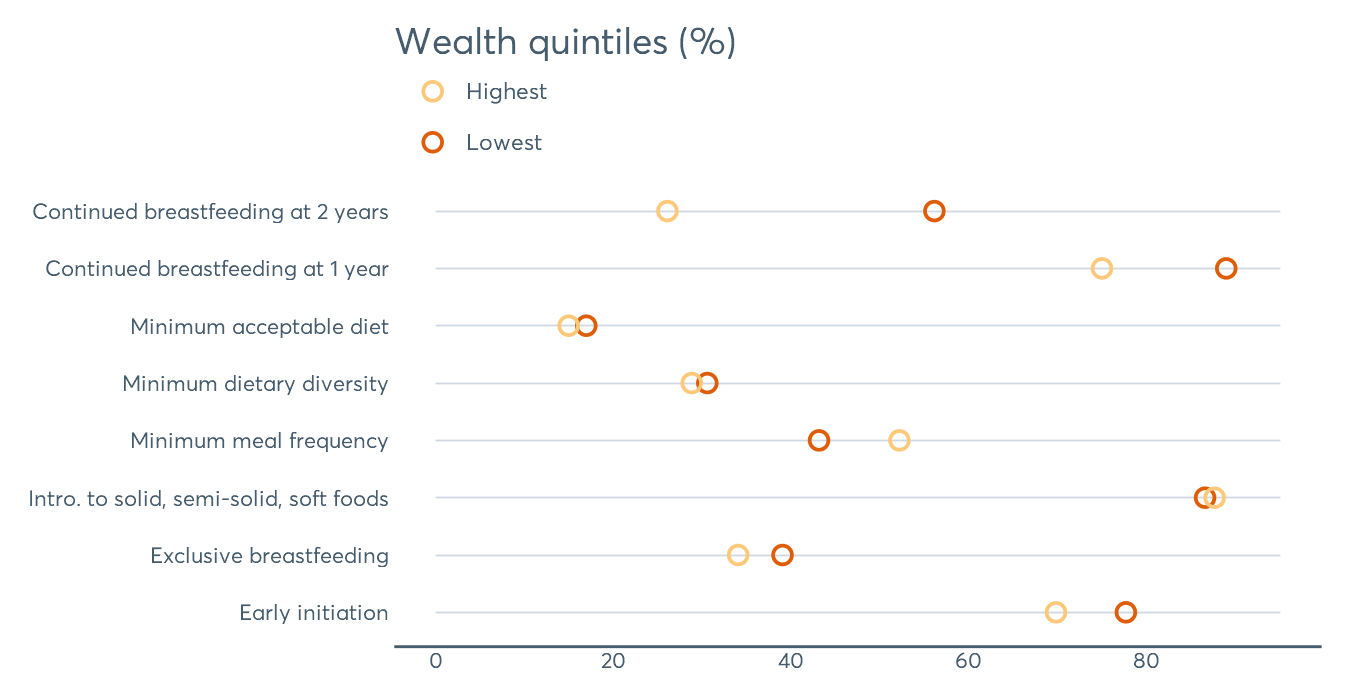 Wealth quintiles (%)
Highest
Lowest
Continued breastfeeding at 2 years
Continued breastfeeding at 1 year
Minimum acceptable diet
Minimum dietary diversity
Minimum meal frequency
Intro. to solid, semi-solid, soft foods
Exclusive breastfeeding
Early initiation
0 20 40 60 80